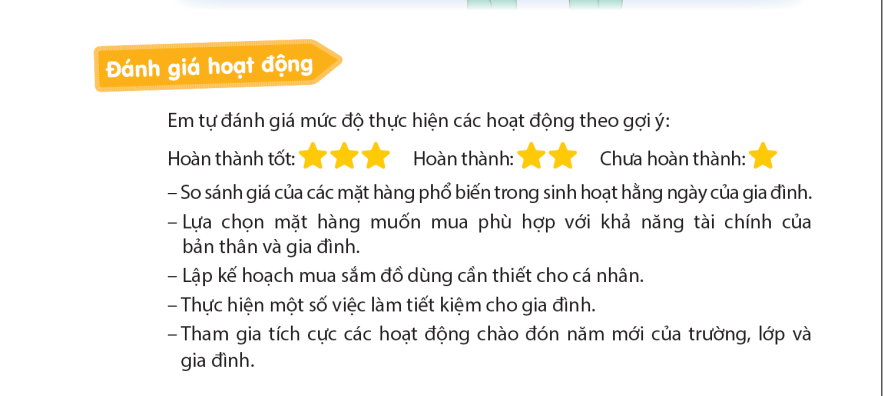 Đánh giá hoạt động
Em tự đánh giá mức độ thực hiện các hoạt động theo gợi ý:
Hoàn thành tốt: Hoàn thành: Chưa hoàn thành:
– So sánh giá của các mặt hàng phổ biến trong sinh hoạt hằng ngày của gia đình.
– Lựa chọn mặt hàng muốn mua phù hợp với khả năng tài chính của
bản thân và gia đình.
– Lập kế hoạch mua sắm đồ dùng cần thiết cho cá nhân.
– Thực hiện một số việc làm tiết kiệm cho gia đình.
– Tham gia tích cực các hoạt động chào đón năm mới của trường, lớp và
gia đình.